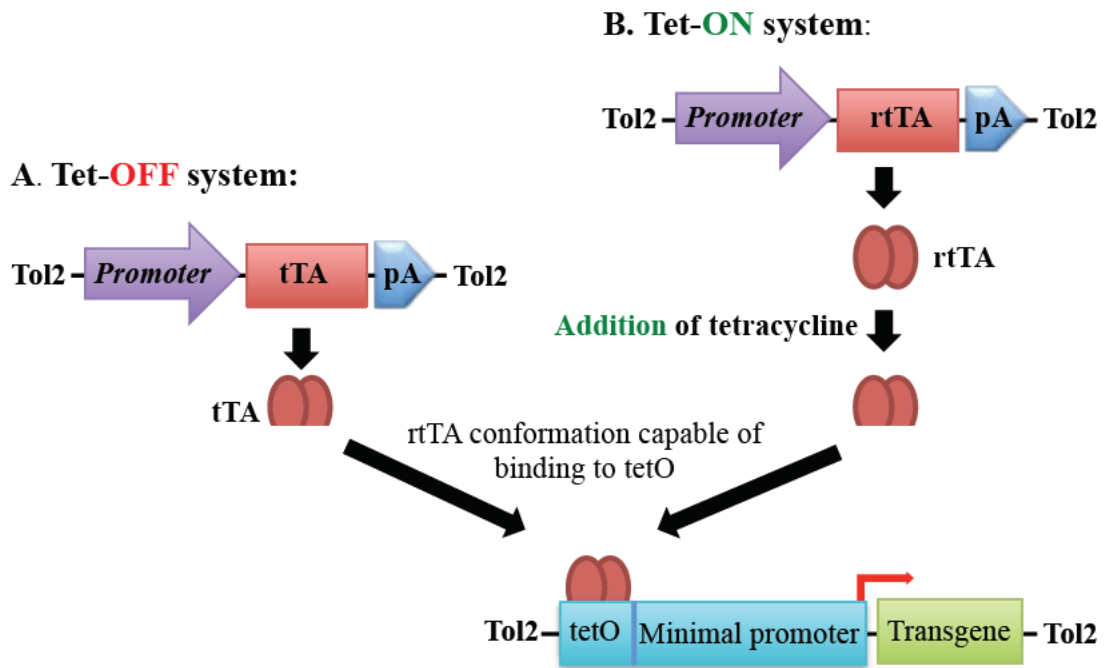 B. Tet-ON system:
Tol2 Promoter rtTA pA Tol2
A. Tet-OFF system:
rtTA
Tol2 Promoter tTA pA Tol2
Addition of tetracycline
tTA
rtTA conformation capable of
binding to tetO
Tol2 tetO Minimal promoter Transgene Tol2